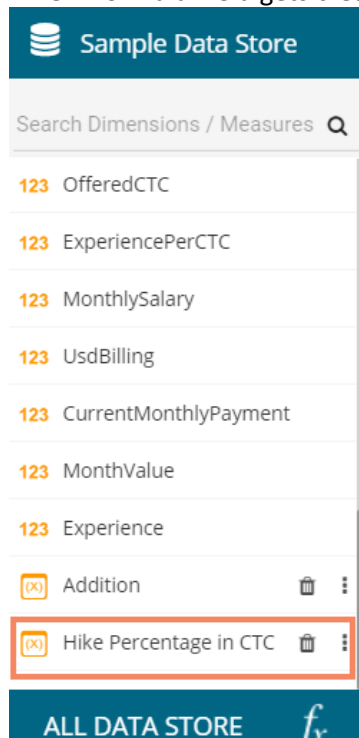 Sample Data Store
Search Dimensions / Measures
123 OfferedCTC
123 ExperiencePerCTC
123 MonthlySalary
123 UsdBilling
123 CurrentMonthlyPayment
123 MonthValue
123 Experience
(x) Addition
(x) Hike Percentage in CTC
ALL DATA STORE fx